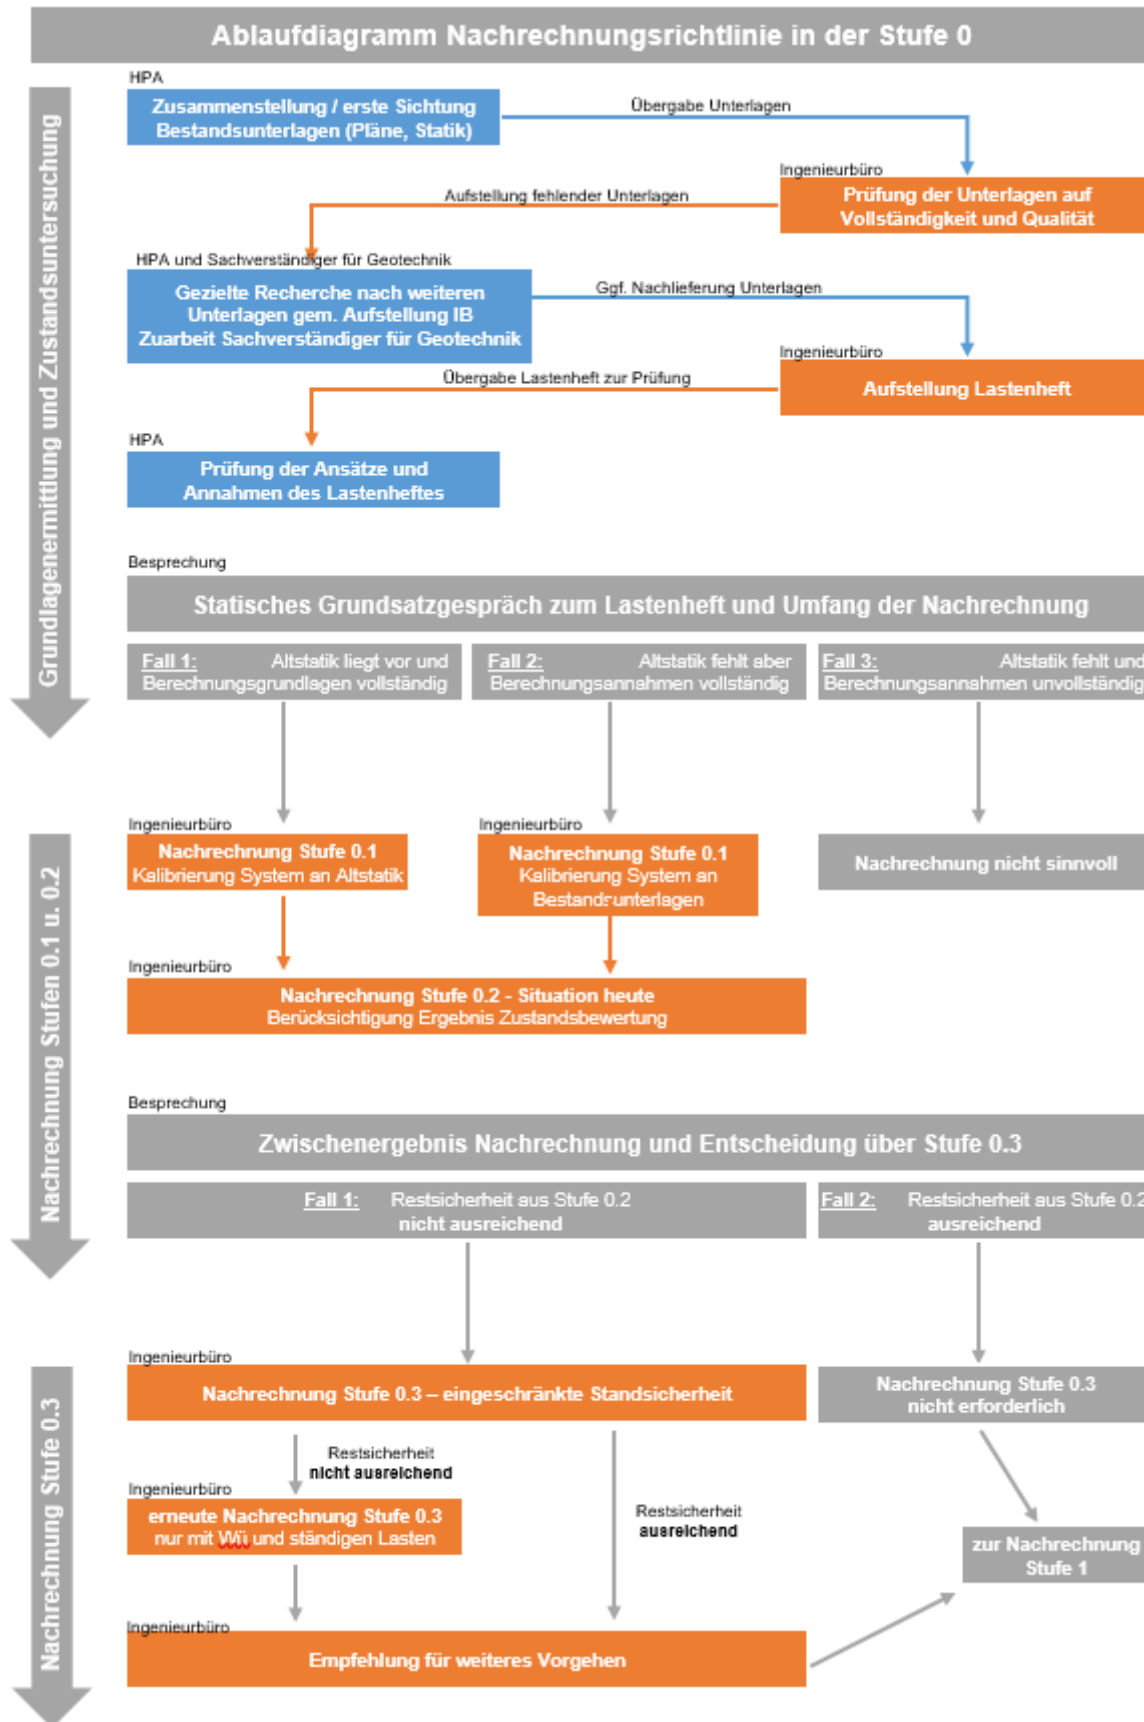 Ablaufdiagramm Nachrechnungsrichtlinie in der Stufe 0
Grundlagenermittlung und Zustandsuntersuchung
HPA
Zusammenstellung / erste Sichtung
Bestandsunterlagen (Pläne, Statik)
Übergabe Unterlagen
Ingenieurbüro
Prüfung der Unterlagen auf
Vollständigkeit und Qualität
Aufstellung fehlender Unterlagen
HPA und Sachverständiger für Geotechnik
Gezielte Recherche nach weiteren
Unterlagen gem. Aufstellung IB
Zuarbeit Sachverständiger für Geotechnik
Ggf. Nachlieferung Unterlagen
Ingenieurbüro
Aufstellung Lastenheft
Übergabe Lastenheft zur Prüfung
HPA
Prüfung der Ansätze und
Annahmen des Lastenheftes
Besprechung
Statisches Grundsatzgespräch zum Lastenheft und Umfang der Nachrechnung
Fall 1: Altstatik liegt vor und
Berechnungsgrundlagen vollständig
Fall 2: Altstatik fehlt aber
Berechnungsannahmen vollständig
Fall 3: Altstatik fehlt und
Berechnungsannahmen unvollständig
Nachrechnung Stufen 0.1 u. 0.2
Ingenieurbüro
Nachrechnung Stufe 0.1
Kalibrierung System an Altstatik
Ingenieurbüro
Nachrechnung Stufe 0.1
Kalibrierung System an
Bestandsunterlagen
Nachrechnung nicht sinnvoll
Ingenieurbüro
Nachrechnung Stufe 0.2 - Situation heute
Berücksichtigung Ergebnis Zustandsbewertung
Besprechung
Zwischenergebnis Nachrechnung und Entscheidung über Stufe 0.3
Fall 1: Restsicherheit aus Stufe 0.2
nicht ausreichend
Fall 2: Restsicherheit aus Stufe 0.2
ausreichend
Nachrechnung Stufe 0.3
Ingenieurbüro
Nachrechnung Stufe 0.3 – eingeschränkte Standsicherheit
Nachrechnung Stufe 0.3
nicht erforderlich
Restsicherheit
nicht ausreichend
Ingenieurbüro
erneute Nachrechnung Stufe 0.3
nur mit Wü und ständigen Lasten
Restsicherheit
ausreichend
zur Nachrechnung
Stufe 1
Ingenieurbüro
Empfehlung für weiteres Vorgehen